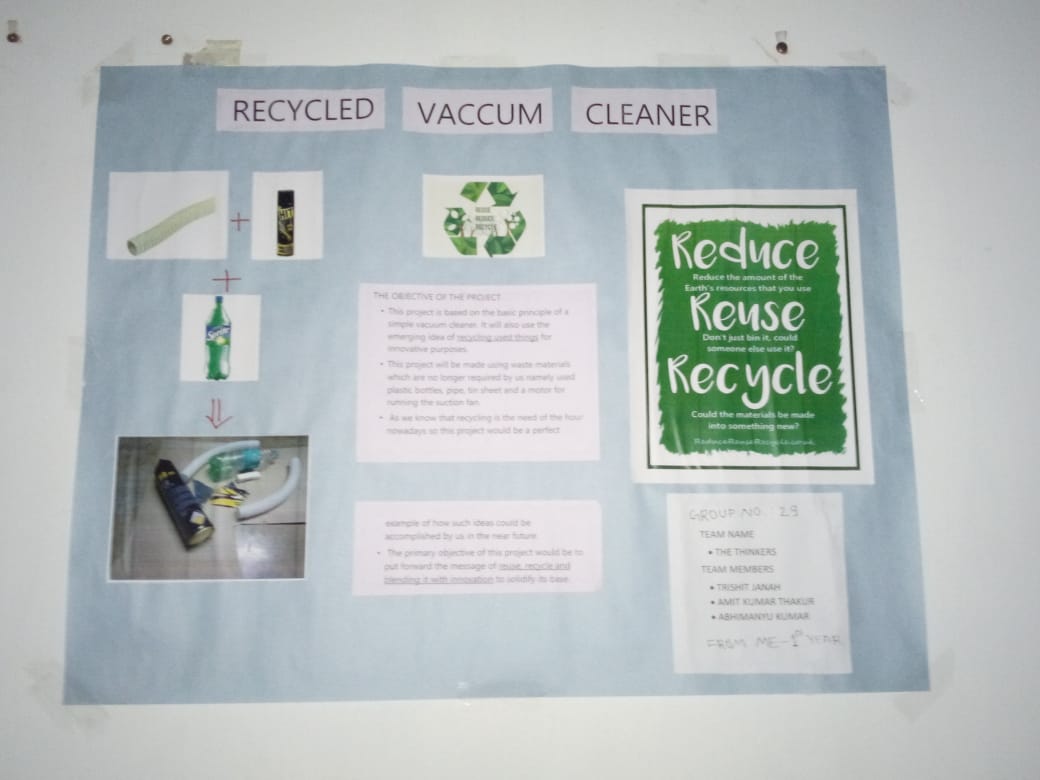 RECYCLED VACCUM CLEANER
REUSE
REDUCE
RECYCLE
Sprite
THE OBJECTIVE OF THE PROJECT
• This project is based on the basic principle of a
simple vacuum cleaner. It will also use the
emerging idea of recycling used things for
innovative purposes.
• This project will be made using waste materials
which are no longer required by us namely used
plastic bottles, pipe, tin sheet and a motor for
running the suction fan.
• As we know that recycling is the need of the hour
nowadays so this project would be a perfect
example of how such ideas could be
accomplished by us in the near future.
• The primary objective of this project would be to
put forward the message of reuse, recycle and
blending it with innovation to solidify its base.
Reduce
Reduce the amount of the
Earth's resources that you use
Reuse
Don't just bin it, could
someone else use it?
Recycle
Could the materials be made
into something new?
ReduceReuseRecycle.co.uk
GROUP NO. : 29
TEAM NAME
• THE THINKERS
TEAM MEMBERS
• TRISHIT JANAH
• AMIT KUMAR THAKUR
• ABHIMANYU KUMAR
FROM ME-1st YEAR